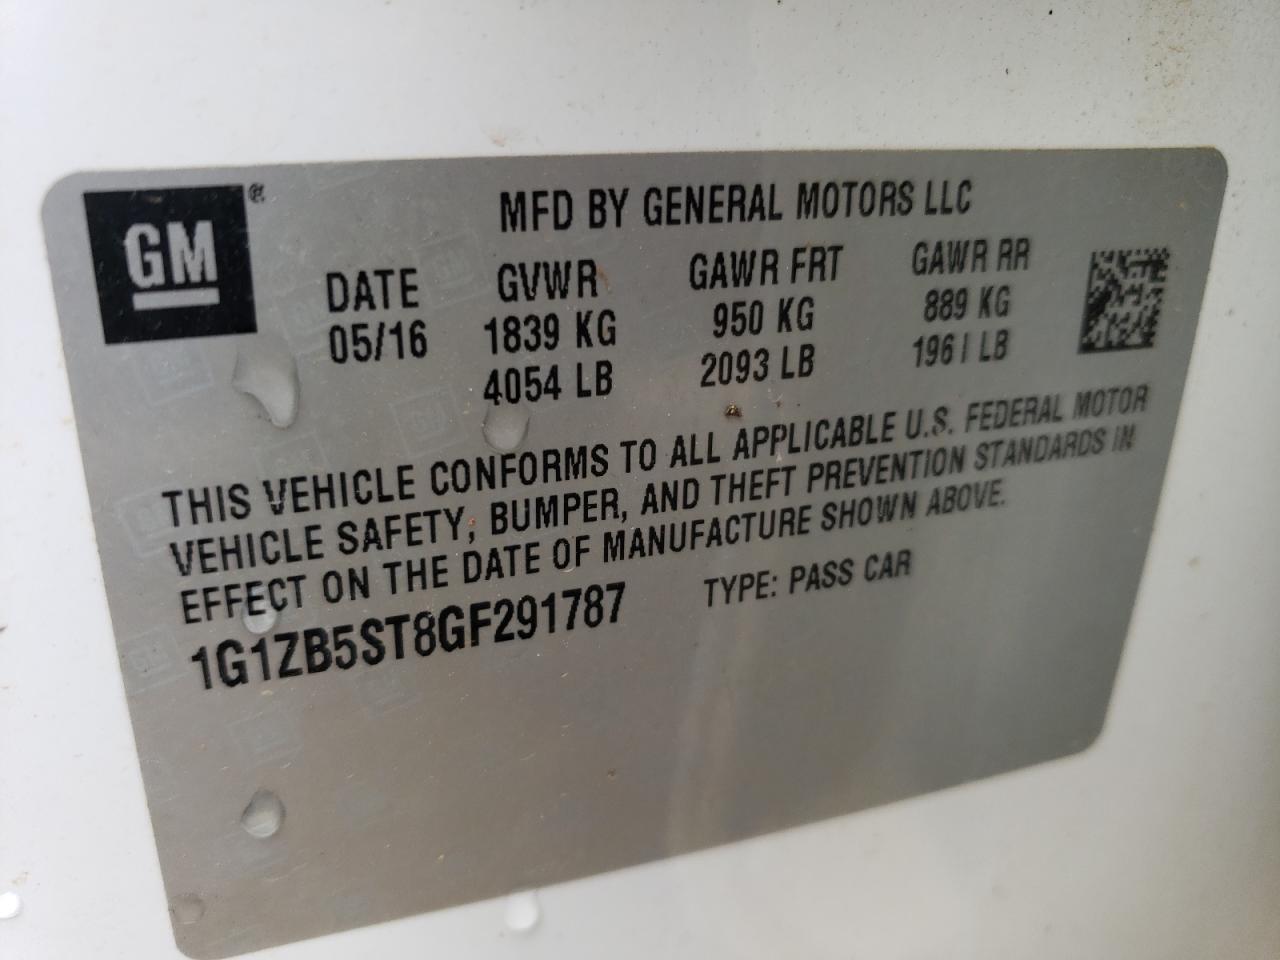 GM®
MFD BY GENERAL MOTORS LLC
DATE GVWR GAWR FRT GAWR RR
05/16 1839 KG 950 KG 889 KG
4054 LB 2093 LB 1961 LB
THIS VEHICLE CONFORMS TO ALL APPLICABLE U.S. FEDERAL MOTOR
VEHICLE SAFETY, BUMPER, AND THEFT PREVENTION STANDARDS IN
EFFECT ON THE DATE OF MANUFACTURE SHOWN ABOVE.
1G1ZB5ST8GF291787 TYPE: PASS CAR